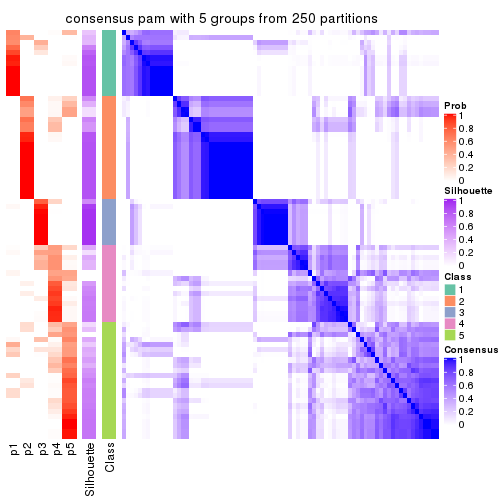 consensus pam with 5 groups from 250 partitions
Prob
1
0.8
0.6
0.4
0.2
0
Silhouette
1
0.8
0.6
0.4
0.2
0
Class
1
2
3
4
5
Consensus
1
0.8
0.6
0.4
0.2
0
p1
p2
p3
p4
p5
Silhouette
Class